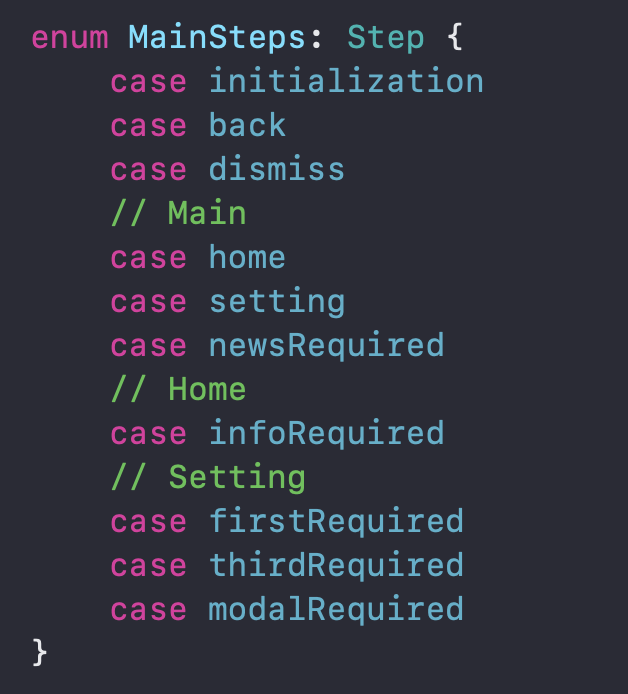 enum MainSteps: Step {
    case initialization
    case back
    case dismiss
    // Main
    case home
    case setting
    case newsRequired
    // Home
    case infoRequired
    // Setting
    case firstRequired
    case thirdRequired
    case modalRequired
}